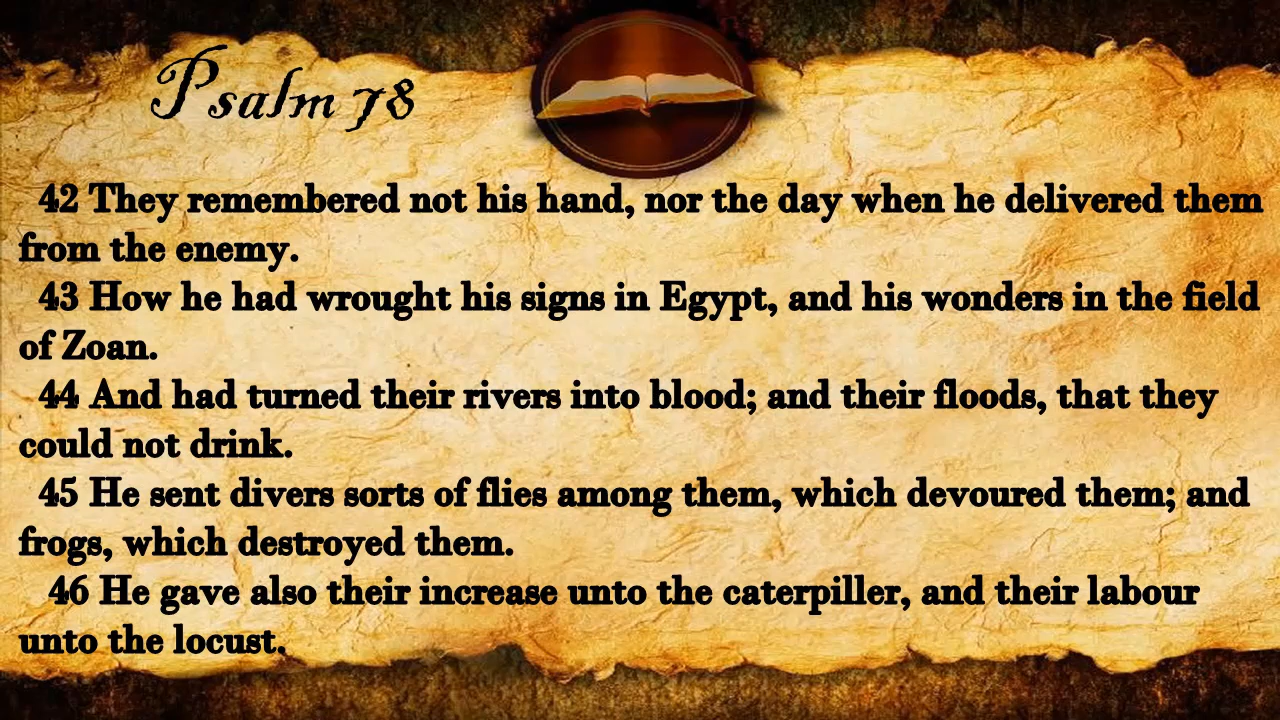 Psalm 78
42 They remembered not his hand, nor the day when he delivered them
from the enemy.
43 How he had wrought his signs in Egypt, and his wonders in the field
of Zoan.
44 And had turned their rivers into blood; and their floods, that they
could not drink.
45 He sent divers sorts of flies among them, which devoured them; and
frogs, which destroyed them.
46 He gave also their increase unto the caterpiller, and their labour
unto the locust.